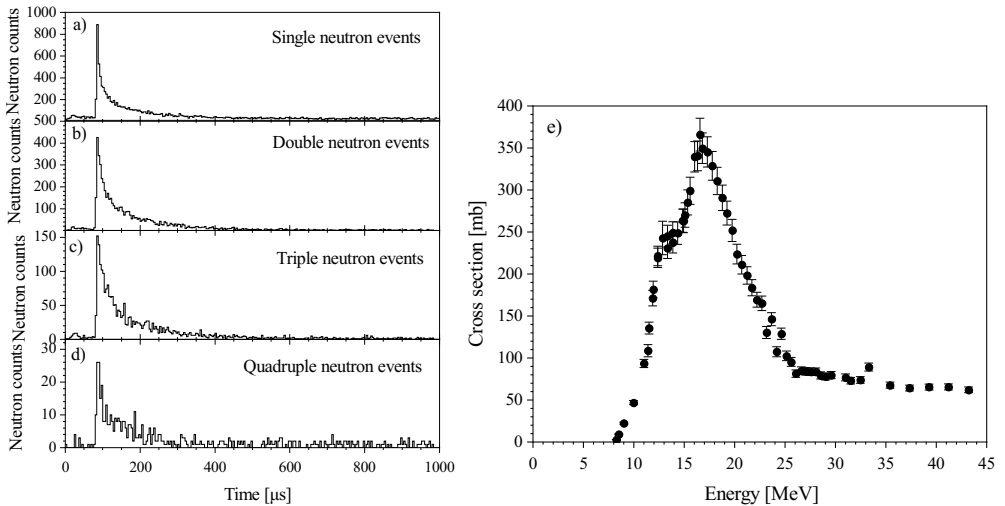 a)
Single neutron events
Neutron counts
1000
800
600
400
200
500
b)
Double neutron events
Neutron counts
400
300
200
100
150
c)
Triple neutron events
Neutron counts
100
50
0
30
d)
Quadruple neutron events
Neutron counts
20
10
0
0 200 400 600 800 1000
Time [µs]
e)
Cross section [mb]
400
350
300
250
200
150
100
50
0
0 5 10 15 20 25 30 35 40 45
Energy [MeV]